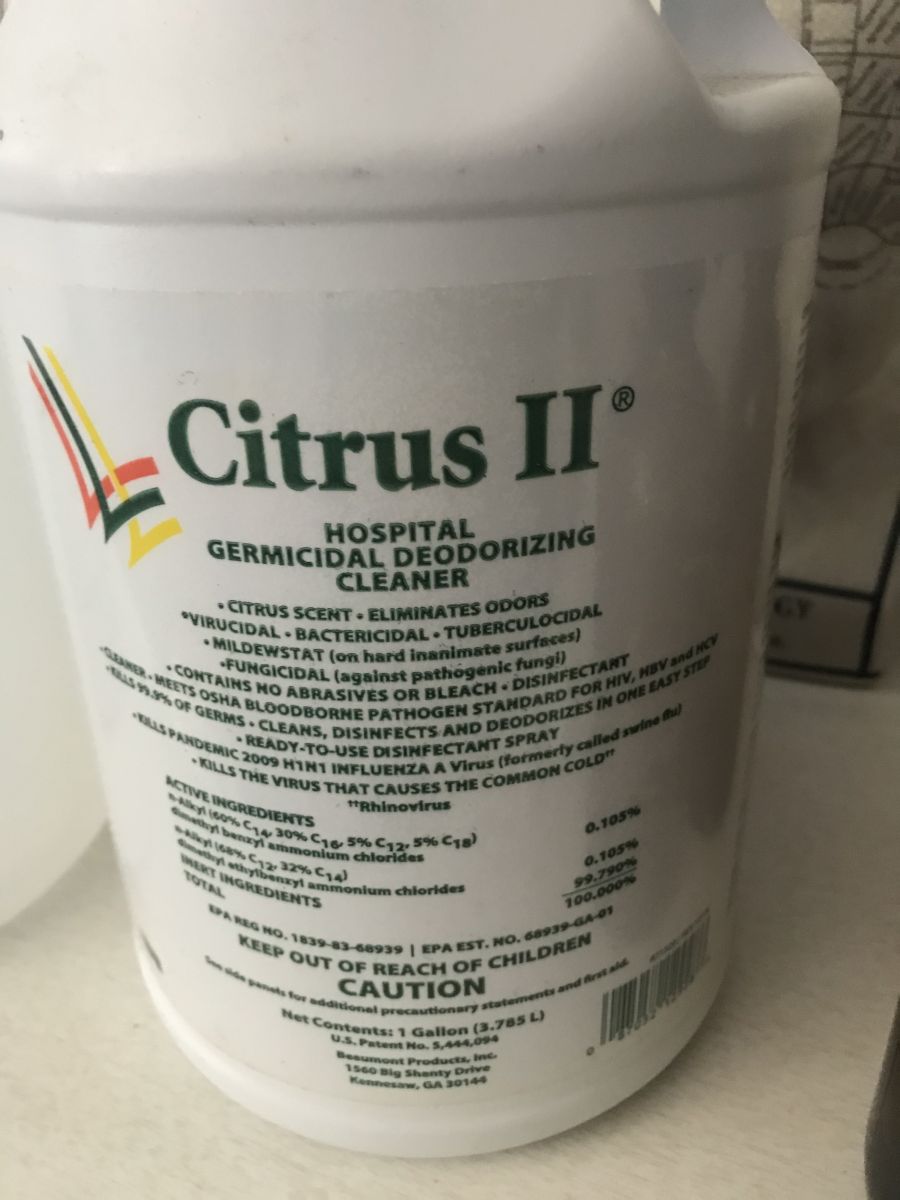 Citrus II®
HOSPITAL
GERMICIDAL DEODORIZING
CLEANER
• CITRUS SCENT • ELIMINATES ODORS
•VIRUCIDAL • BACTERICIDAL • TUBERCULOCIDAL
• MILDEWSTAT (on hard inanimate surfaces)
•FUNGICIDAL (against pathogenic fungi)
• CONTAINS NO ABRASIVES OR BLEACH • DISINFECTANT
•CLEANER • MEETS OSHA BLOODBORNE PATHOGEN STANDARD FOR HIV, HBV and HCV
•KILLS 99.9% OF GERMS • CLEANS, DISINFECTS AND DEODORIZES IN ONE EASY STEP
• READY-TO-USE DISINFECTANT SPRAY
•KILLS PANDEMIC 2009 H1N1 INFLUENZA A Virus (formerly called swine flu)
• KILLS THE VIRUS THAT CAUSES THE COMMON COLD††
††Rhinovirus
ACTIVE INGREDIENTS
n-Alkyl (60% C14, 30% C16, 5% C12, 5% C18)
dimethyl benzyl ammonium chlorides 0.105%
n-Alkyl (68% C12, 32% C14)
dimethyl ethylbenzyl ammonium chlorides 0.105%
INERT INGREDIENTS 99.790%
TOTAL 100.000%
EPA REG NO. 1839-83-68939 | EPA EST. NO. 68939-GA-01
KEEP OUT OF REACH OF CHILDREN
CAUTION
See side panels for additional precautionary statements and first aid.
Net Contents: 1 Gallon (3.785 L)
U.S. Patent No. 5,444,094
Beaumont Products, Inc.
1560 Big Shanty Drive
Kennesaw, GA 30144